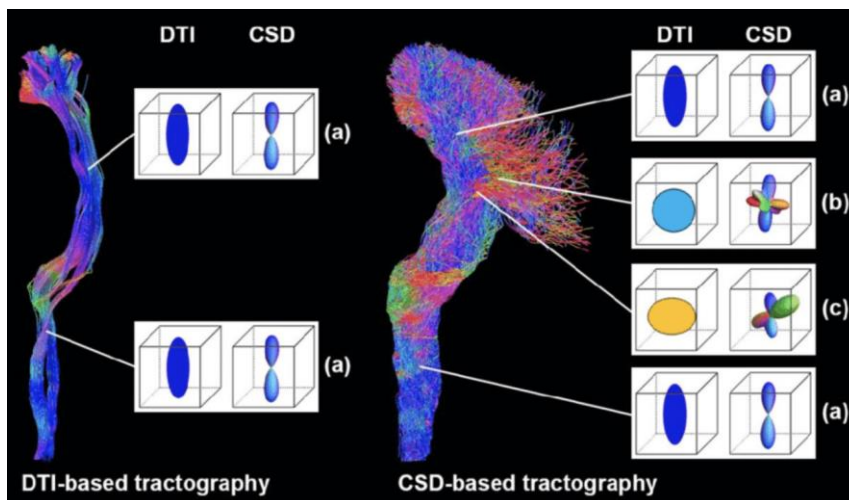 DTI CSD
(a)
(a)
DTI-based tractography
DTI CSD
(a)
(b)
(c)
(a)
CSD-based tractography